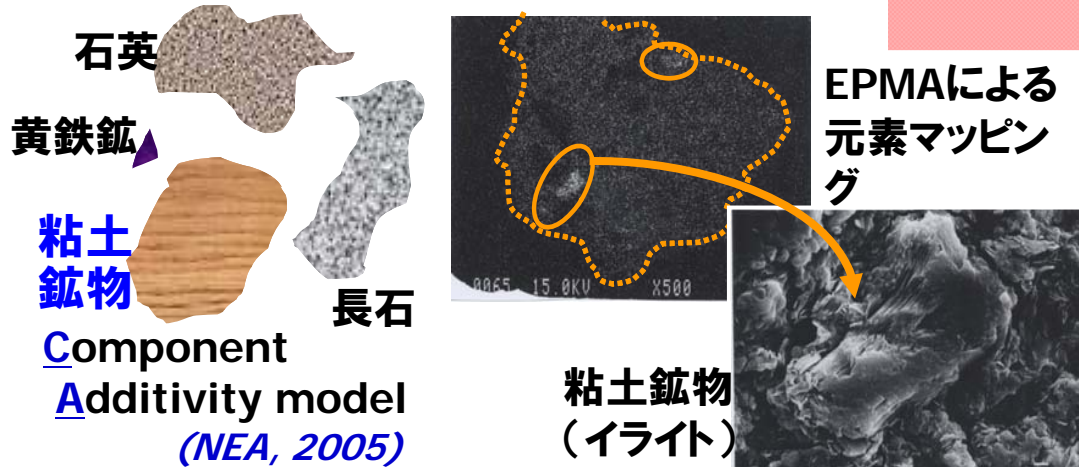 石英
黄鉄鉱
粘土
鉱物
長石
Component
Additivity model
(NEA, 2005)
0065 15.0KV X500
EPMAによる
元素マッピン
グ
粘土鉱物
（イライト）